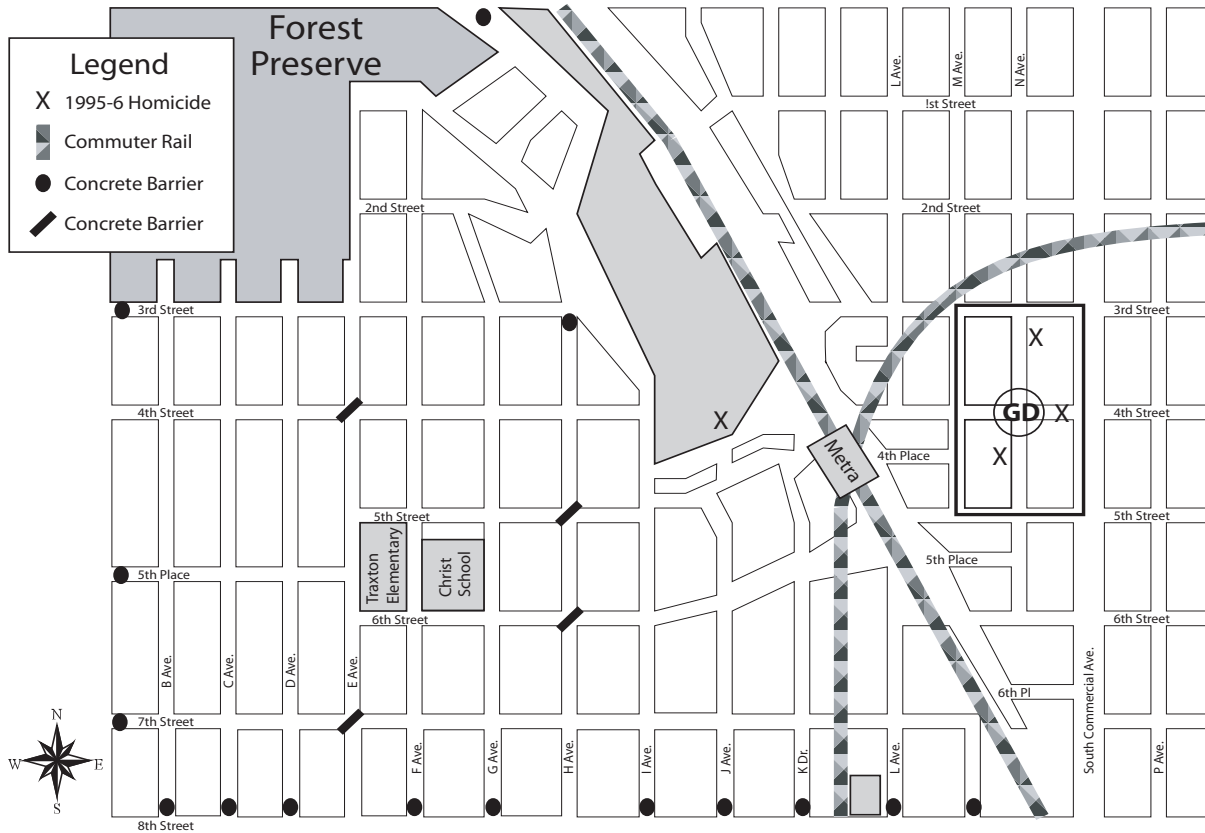 Forest
Preserve
Legend
X 1995-6 Homicide
Commuter Rail
Concrete Barrier
Concrete Barrier
L Ave.
M Ave.
N Ave.
!st Street
2nd Street
2nd Street
3rd Street
3rd Street
X
4th Street
X
GD
X
4th Street
Metra
4th Place
X
5th Street
5th Street
Traxton
Elementary
Christ
School
5th Place
5th Place
6th Street
6th Street
B Ave.
C Ave.
D Ave.
E Ave.
6th Pl
South Commercial Ave.
N
W
E
S
7th Street
F Ave.
G Ave.
H Ave.
I Ave.
J Ave.
K Dr.
L Ave.
P Ave.
8th Street